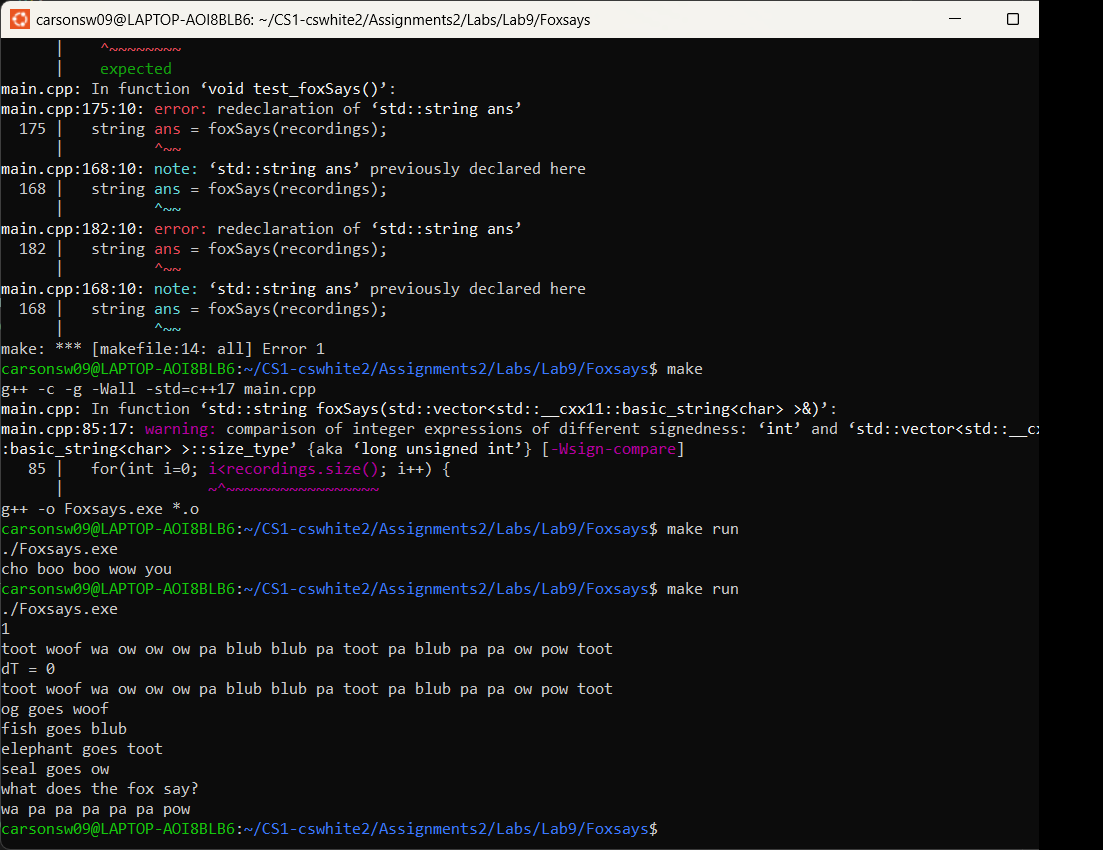 carsonsw09@LAPTOP-AOI8BLB6: ~/CS1-cswhite2/Assignments2/Labs/Lab9/Foxsays
| ^~~~~~~~~
| expected
main.cpp: In function ‘void test_foxSays()’:
main.cpp:175:10: error: redeclaration of ‘std::string ans’
175 | string ans = foxSays(recordings);
| ^~~
main.cpp:168:10: note: ‘std::string ans’ previously declared here
168 | string ans = foxSays(recordings);
| ^~~
main.cpp:182:10: error: redeclaration of ‘std::string ans’
182 | string ans = foxSays(recordings);
| ^~~
main.cpp:168:10: note: ‘std::string ans’ previously declared here
168 | string ans = foxSays(recordings);
| ^~~
make: *** [makefile:14: all] Error 1
carsonsw09@LAPTOP-AOI8BLB6:~/CS1-cswhite2/Assignments2/Labs/Lab9/Foxsays$ make
g++ -c -g -Wall -std=c++17 main.cpp
main.cpp: In function ‘std::string foxSays(std::vector<std::__cxx11::basic_string<char> >&)’:
main.cpp:85:17: warning: comparison of integer expressions of different signedness: ‘int’ and ‘std::vector<std::__cx
:basic_string<char> >::size_type’ {aka ‘long unsigned int’} [-Wsign-compare]
85 | for(int i=0; i<recordings.size(); i++) {
| ~^~~~~~~~~~~~~~~~~~
g++ -o Foxsays.exe *.o
carsonsw09@LAPTOP-AOI8BLB6:~/CS1-cswhite2/Assignments2/Labs/Lab9/Foxsays$ make run
./Foxsays.exe
cho boo boo wow you
carsonsw09@LAPTOP-AOI8BLB6:~/CS1-cswhite2/Assignments2/Labs/Lab9/Foxsays$ make run
./Foxsays.exe
1
toot woof wa ow ow ow pa blub blub pa toot pa blub pa pa ow pow toot
dT = 0
toot woof wa ow ow ow pa blub blub pa toot pa blub pa pa ow pow toot
og goes woof
fish goes blub
elephant goes toot
seal goes ow
what does the fox say?
wa pa pa pa pa pa pow
carsonsw09@LAPTOP-AOI8BLB6:~/CS1-cswhite2/Assignments2/Labs/Lab9/Foxsays$